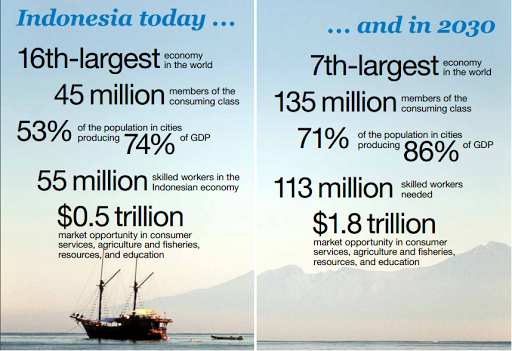 Indonesia today ...
16th-largest economy
in the world
45 million members of the
consuming class
53% of the population in cities
producing 74% of GDP
55 million skilled workers in the
Indonesian economy
$0.5 trillion
market opportunity in consumer
services, agriculture and fisheries,
resources, and education
... and in 2030
7th-largest economy
in the world
135 million members of the
consuming class
71% of the population in cities
producing 86% of GDP
113 million skilled workers
needed
$1.8 trillion
market opportunity in consumer
services, agriculture and fisheries,
resources, and education